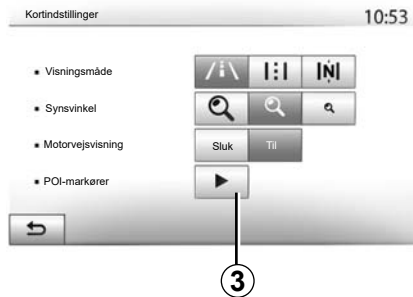 Kortindstillinger 10:53
Visningsmåde N
Synsvinkel
Motorvejsvisning Sluk Til
POI-markører
3